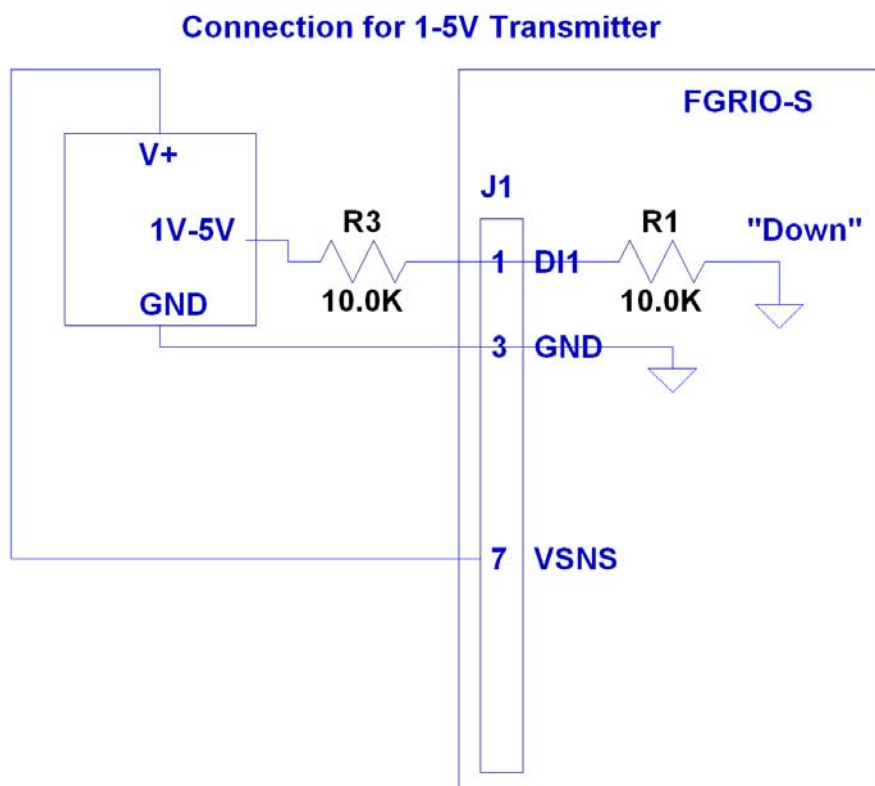 Connection for 1-5V Transmitter
FGRIO-S
V+
J1
1V-5V
R3
R1
"Down"
1
DI1
10.0K
10.0K
GND
3
GND
7
VSNS